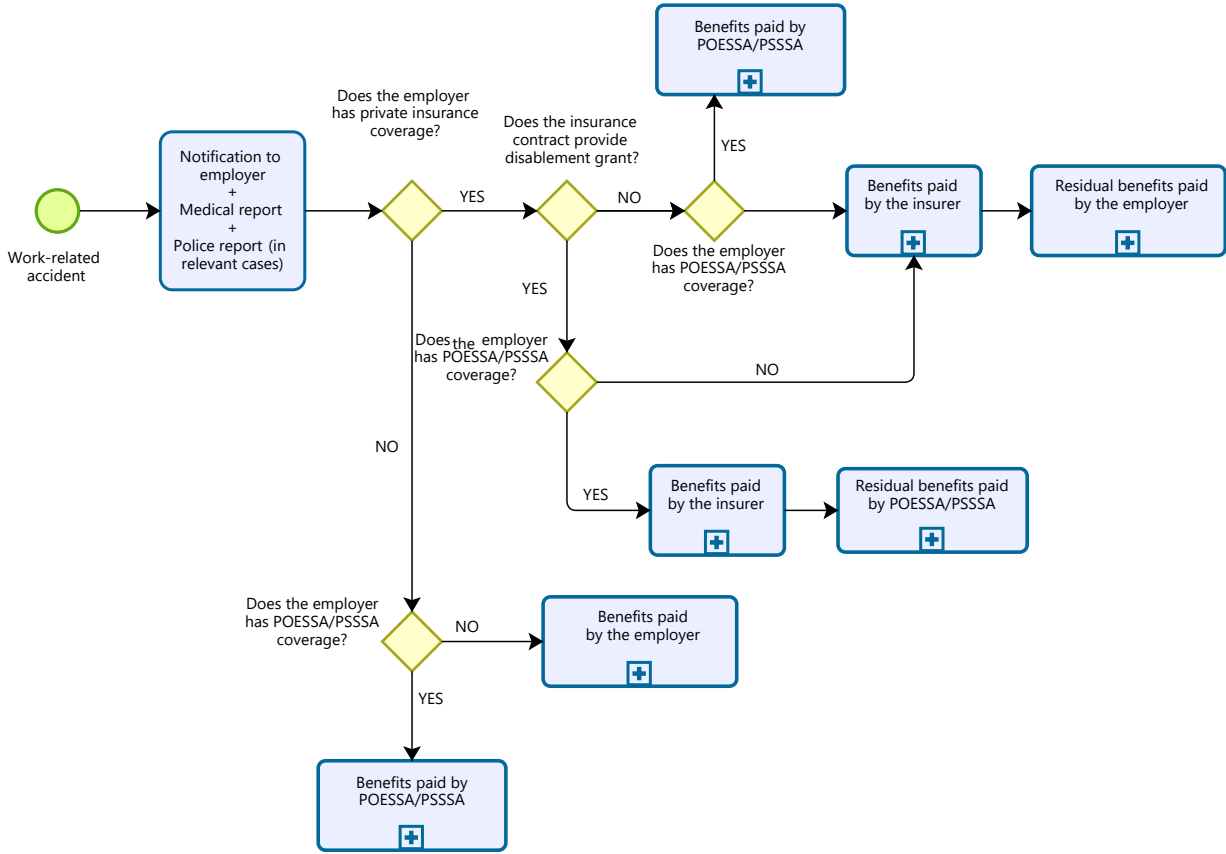 Benefits paid by
POESSA/PSSSA
Does the employer
has private insurance
coverage?
Does the insurance
contract provide
disablement grant?
YES
Notification to
employer
+
Medical report
+
Police report (in
relevant cases)
YES
NO
Benefits paid
by the insurer
Residual benefits paid
by the employer
Work-related
accident
Does the employer
has POESSA/PSSSA
coverage?
YES
Does the employer
has POESSA/PSSSA
coverage?
NO
NO
YES
Benefits paid
by the insurer
Residual benefits paid
by POESSA/PSSSA
Does the employer
has POESSA/PSSSA
coverage?
NO
Benefits paid
by the employer
YES
Benefits paid by
POESSA/PSSSA